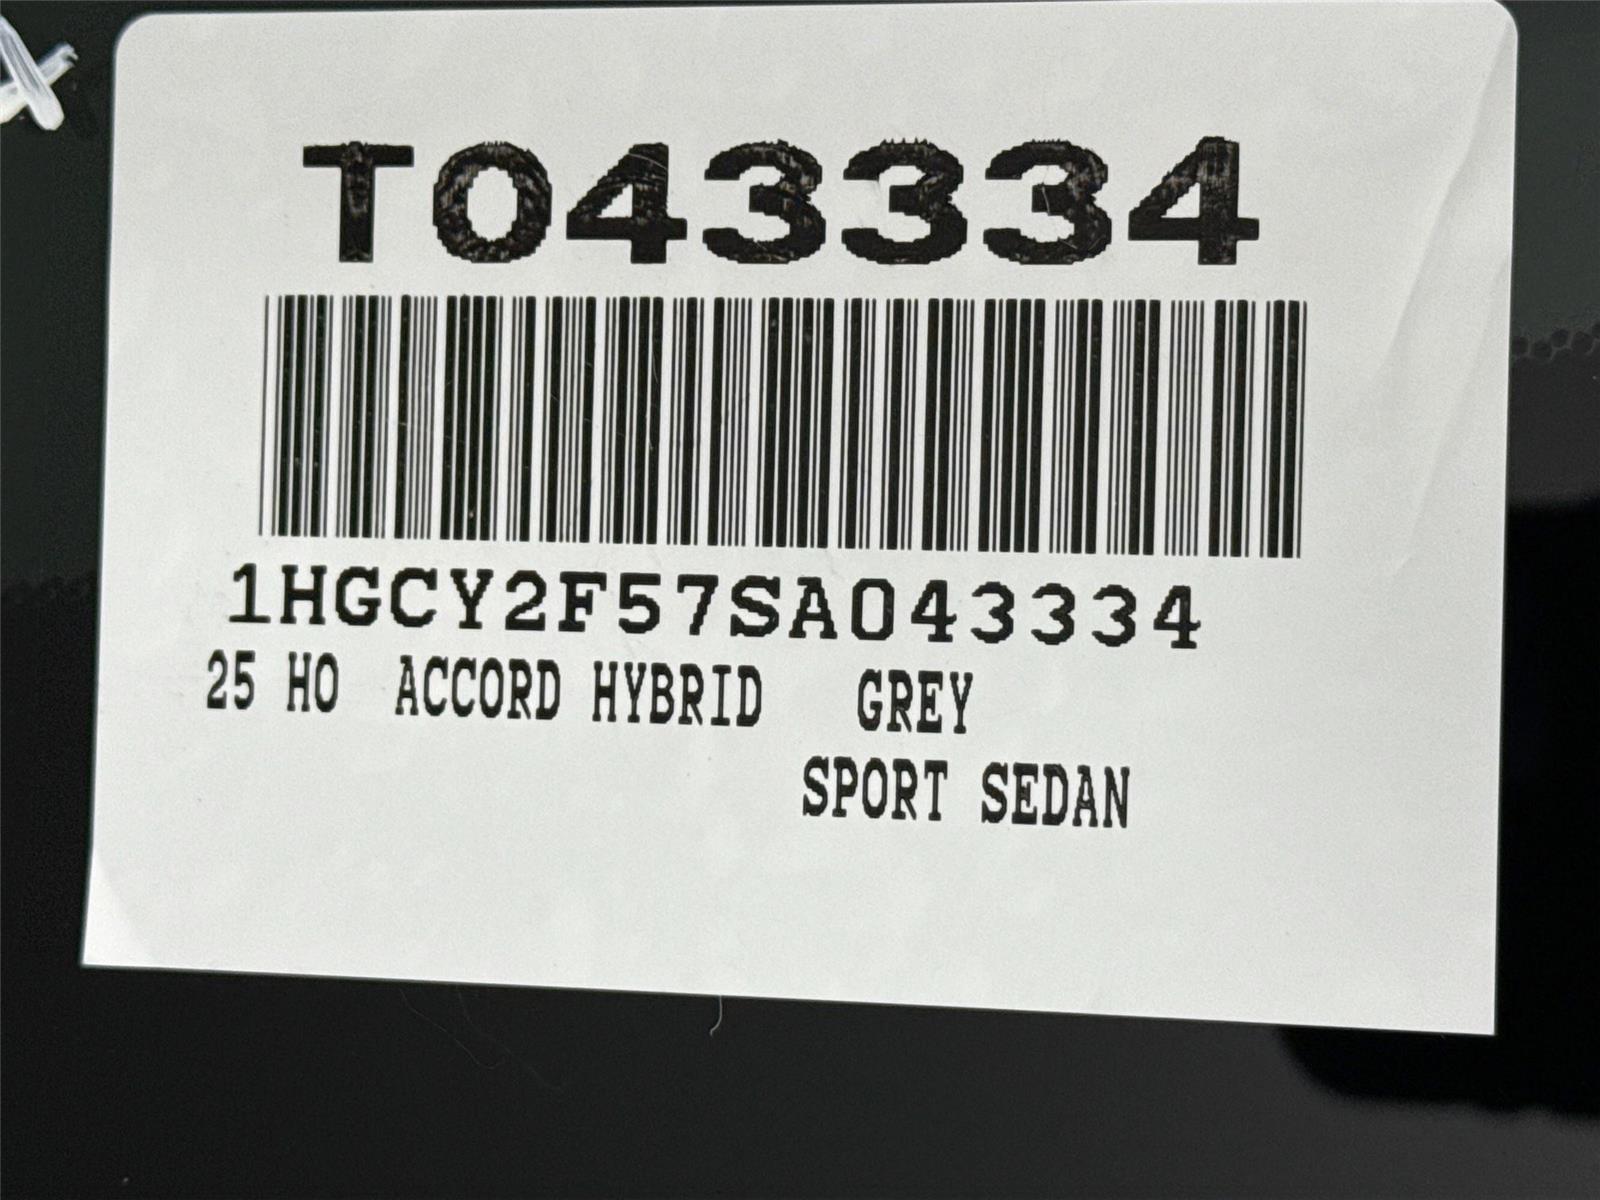 T043334
1HGCY2F57SA043334
25 HO ACCORD HYBRID GREY
SPORT SEDAN